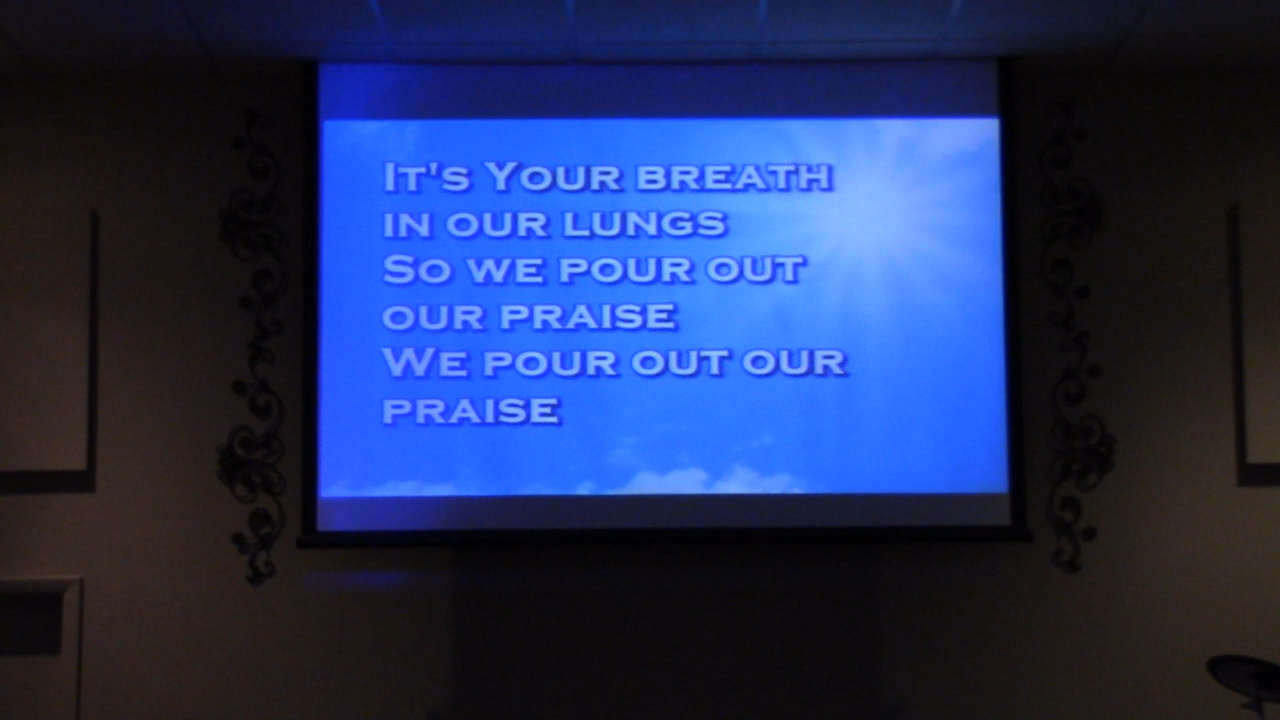 It's Your breath
in our lungs
So we pour out
our praise
We pour out our
praise